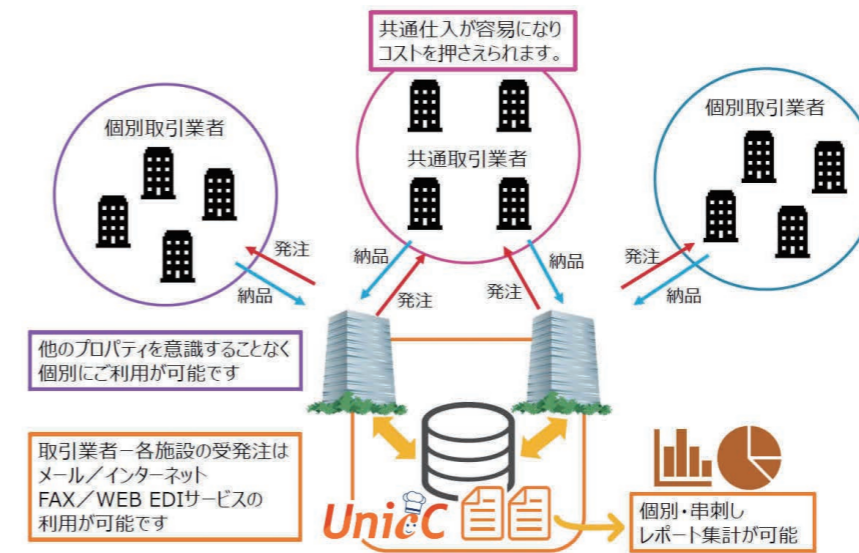 共通仕入が容易になり
コストを押さえられます。
個別取引業者
共通取引業者
個別取引業者
発注
納品
納品
発注
発注
納品
発注
納品
他のプロパティを意識することなく
個別にご利用が可能です
取引業者－各施設の受発注は
メール／インターネット
FAX／WEB EDIサービスの
利用が可能です
UnicC
個別・串刺し
レポート集計が可能